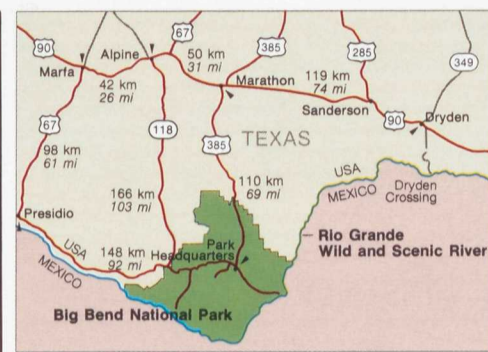 67
385
285
90
Alpine
50 km
31 mi
349
Marfa
Marathon
119 km
74 mi
42 km
26 mi
Sanderson
90
Dryden
67
118
385
TEXAS
98 km
61 mi
USA
MEXICO
Dryden
Crossing
166 km
103 mi
110 km
69 mi
Presidio
USA
MEXICO
148 km
92 mi
Park
Headquarters
Rio Grande
Wild and Scenic River
Big Bend National Park